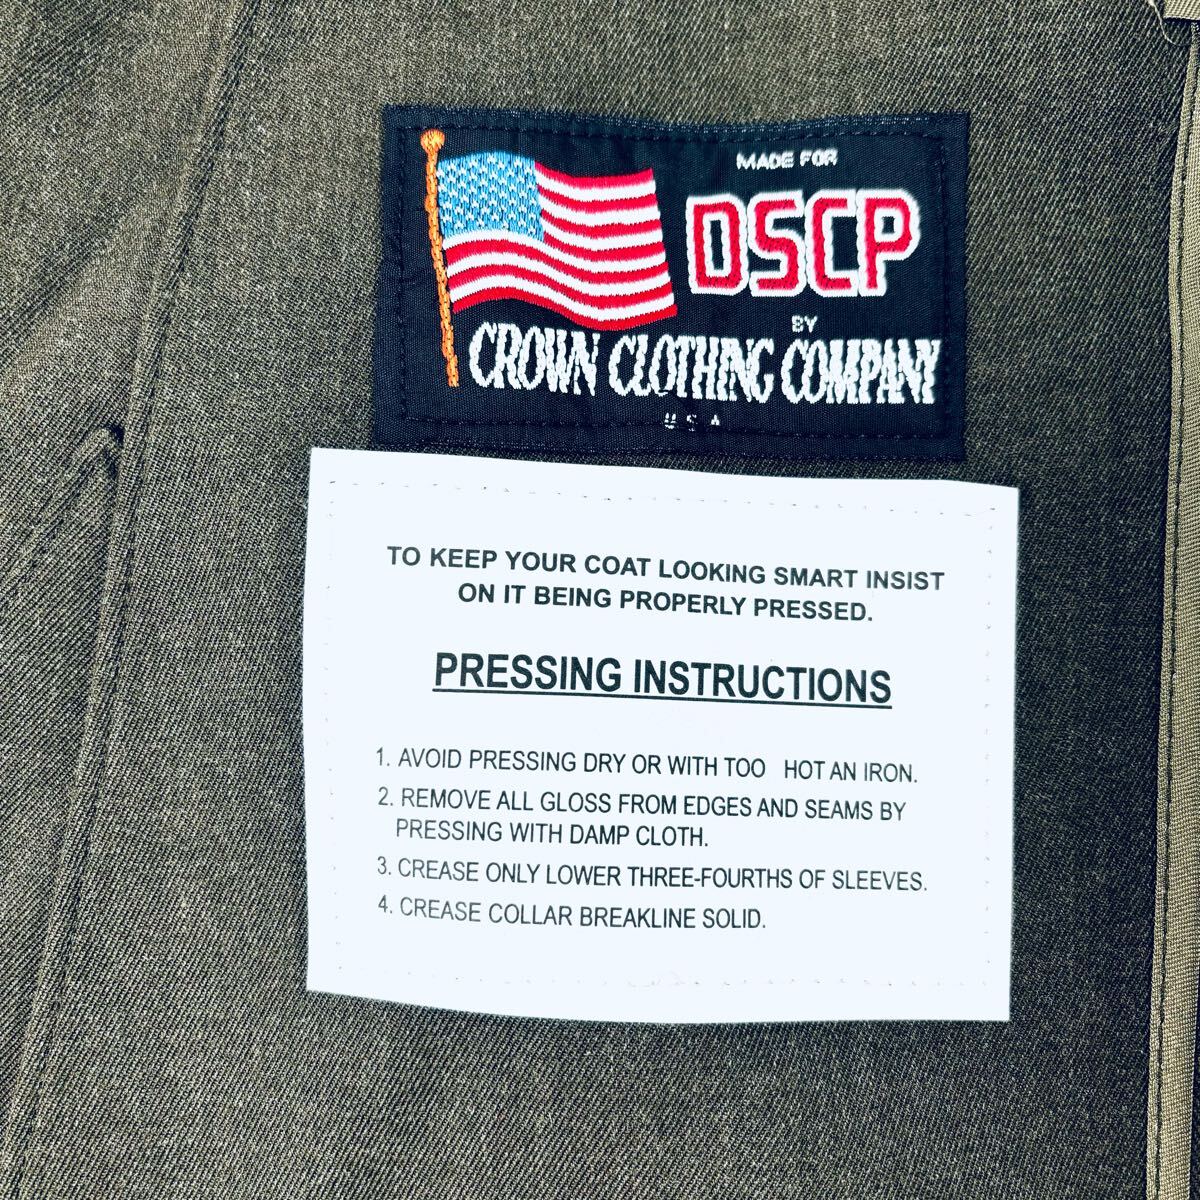 MADE FOR
DSCP
BY
CROWN CLOTHING COMPANY
U.S.A
TO KEEP YOUR COAT LOOKING SMART INSIST
ON IT BEING PROPERLY PRESSED.
PRESSING INSTRUCTIONS
1. AVOID PRESSING DRY OR WITH TOO HOT AN IRON.
2. REMOVE ALL GLOSS FROM EDGES AND SEAMS BY
PRESSING WITH DAMP CLOTH.
3. CREASE ONLY LOWER THREE-FOURTHS OF SLEEVES.
4. CREASE COLLAR BREAKLINE SOLID.